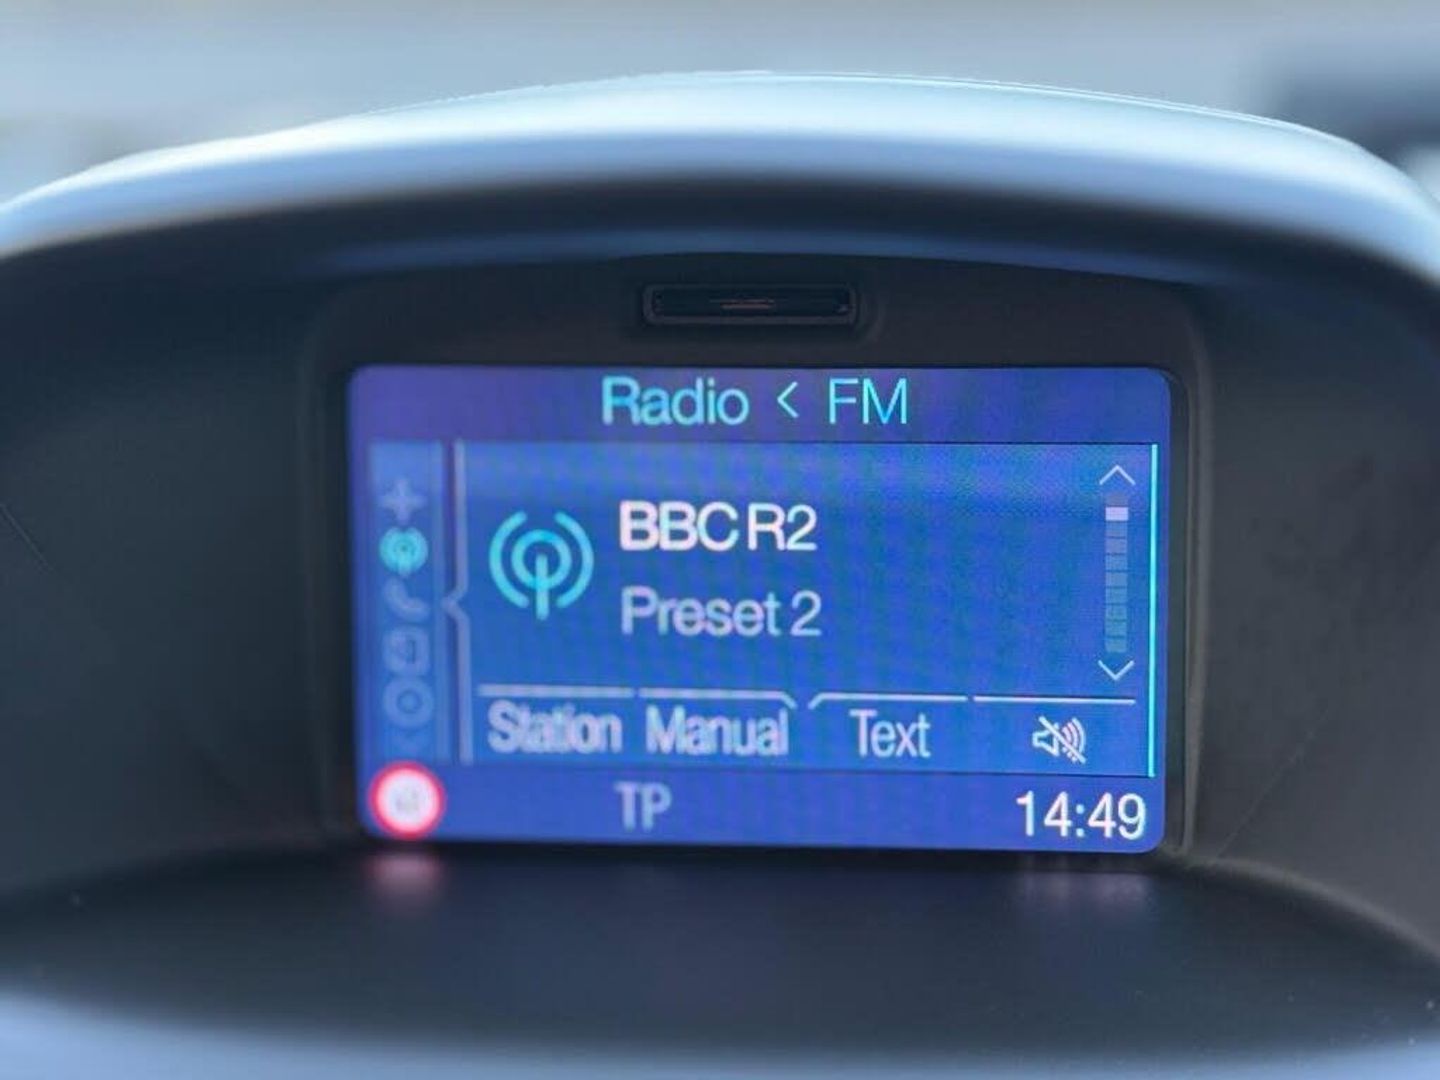 Radio < FM
BBC R2
Preset 2
Station Manual Text
TP 14:49